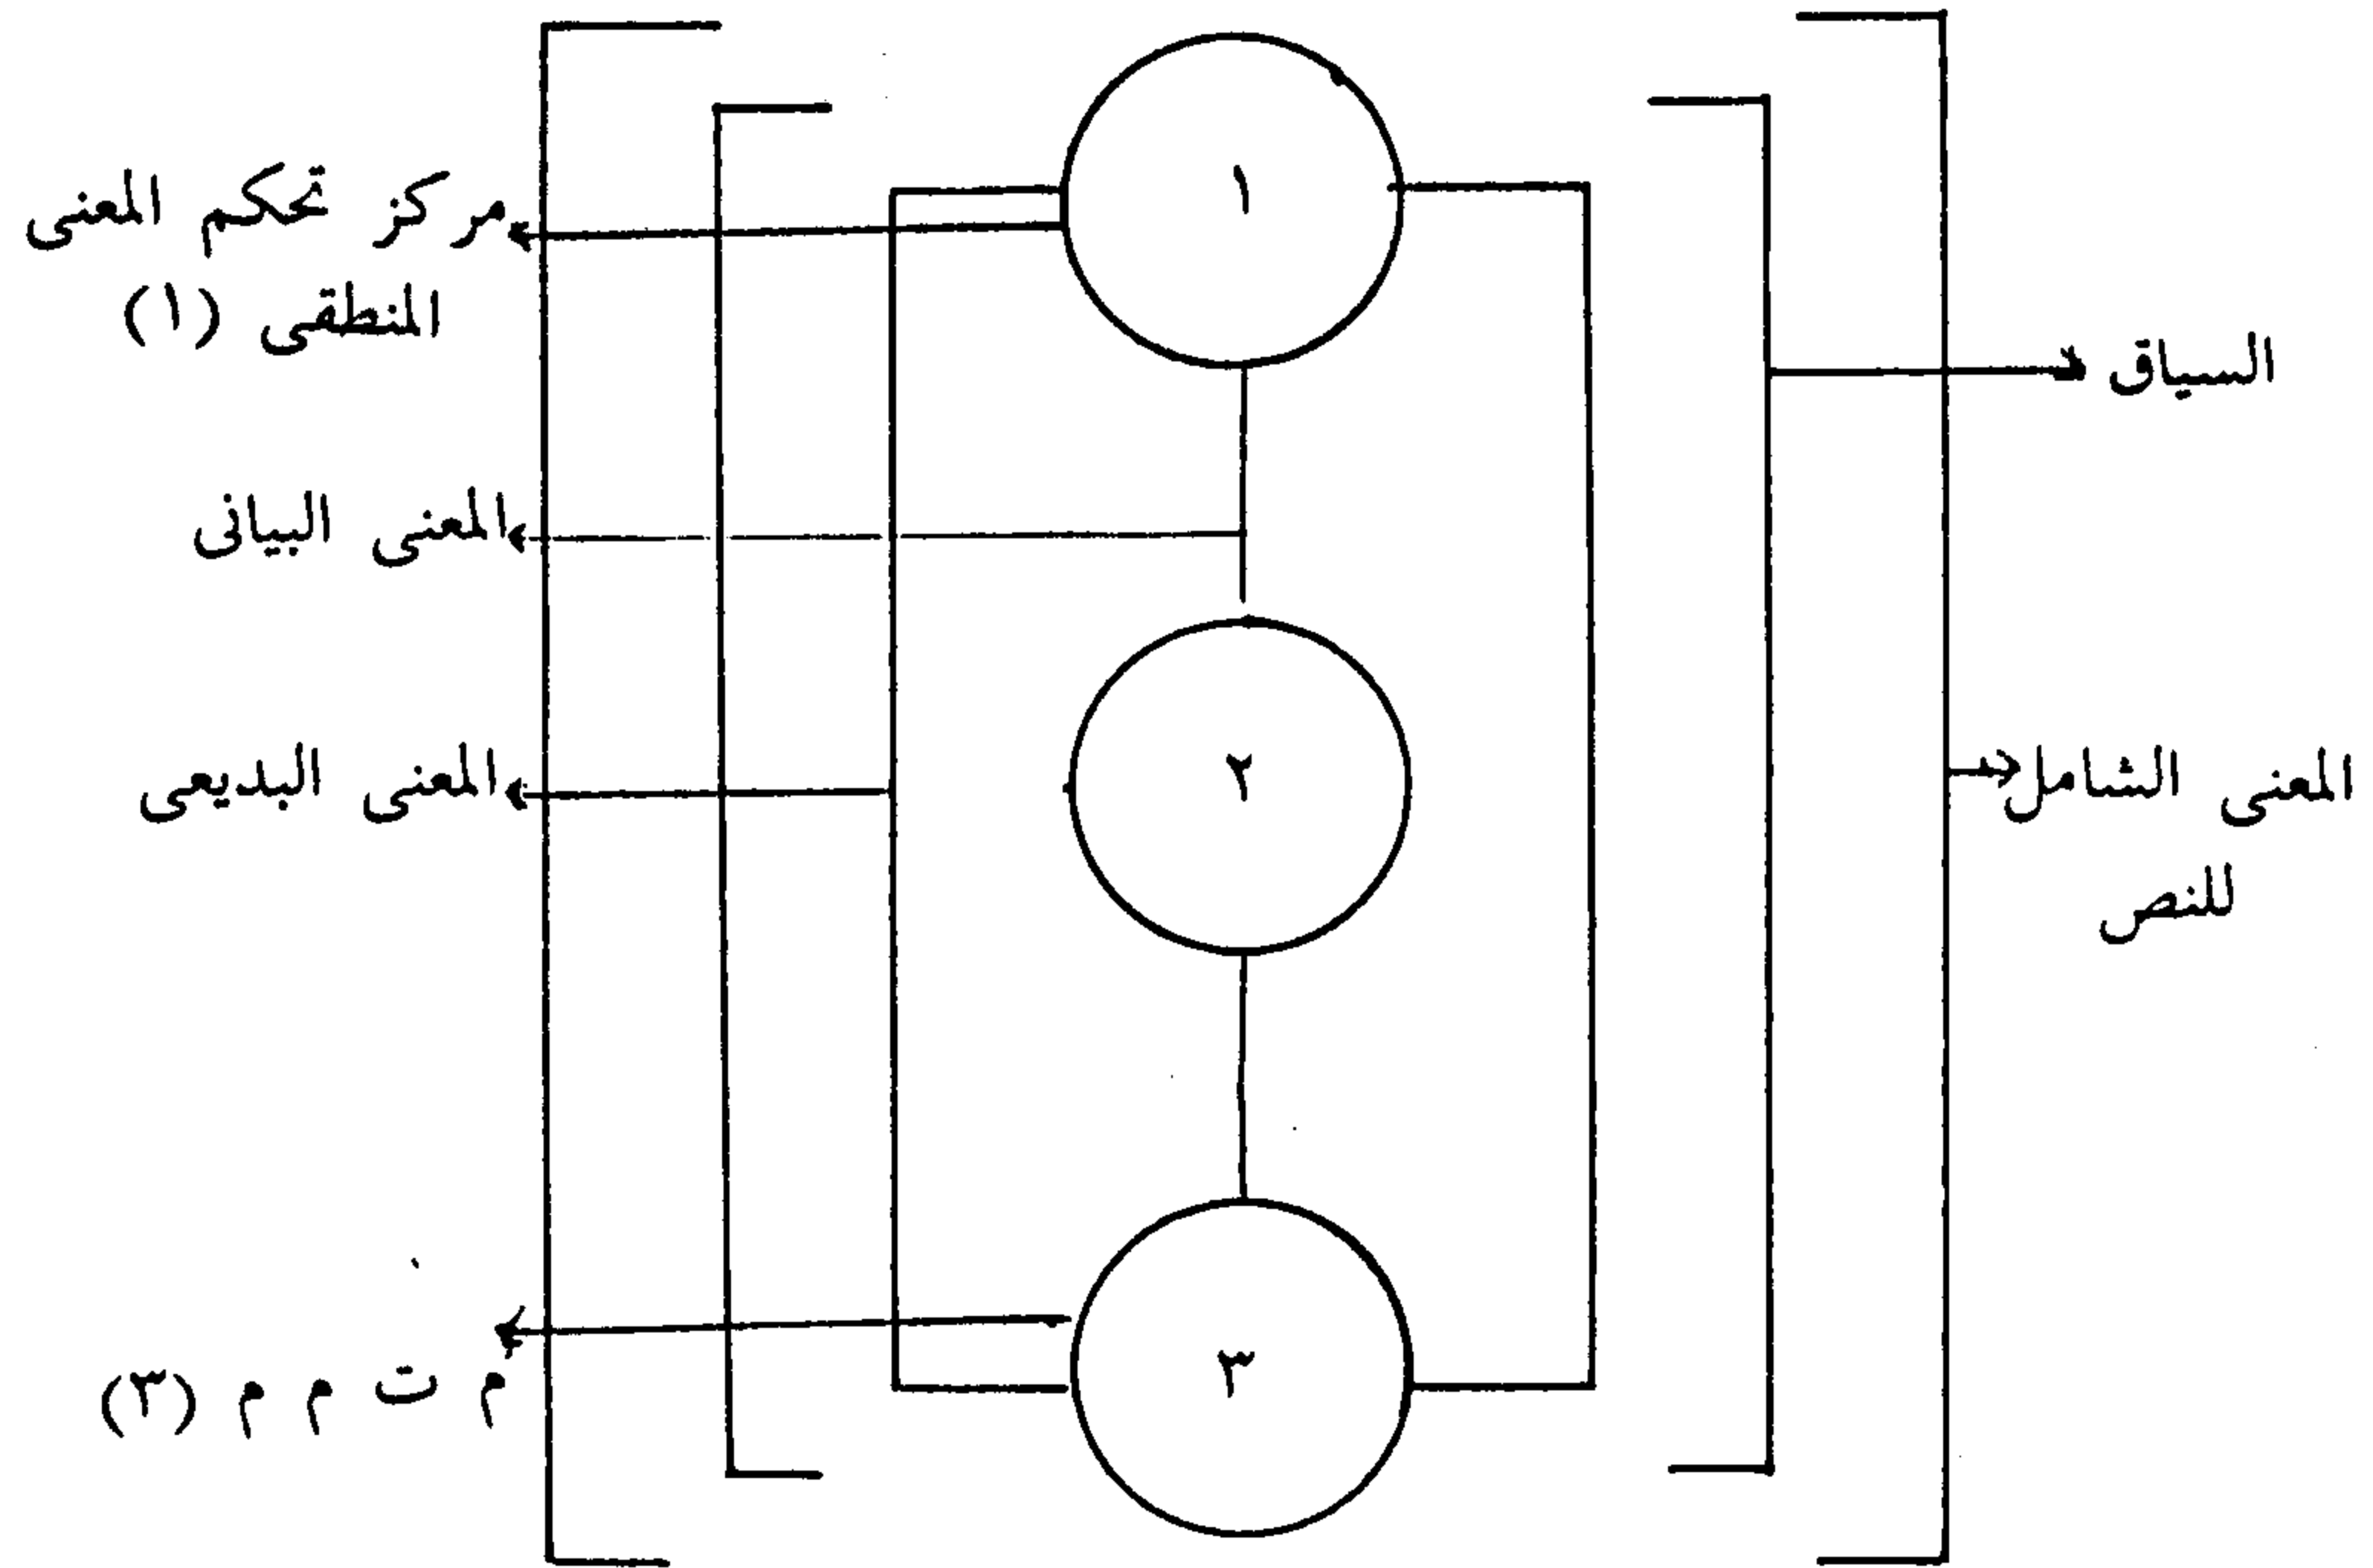 ١
مركز تحكم المعنى
المنطقى (١)
السياق
المعنى البيانى
٢
المعنى البديعى
المعنى الشامل
للنص
٣
م ت م م (٣)